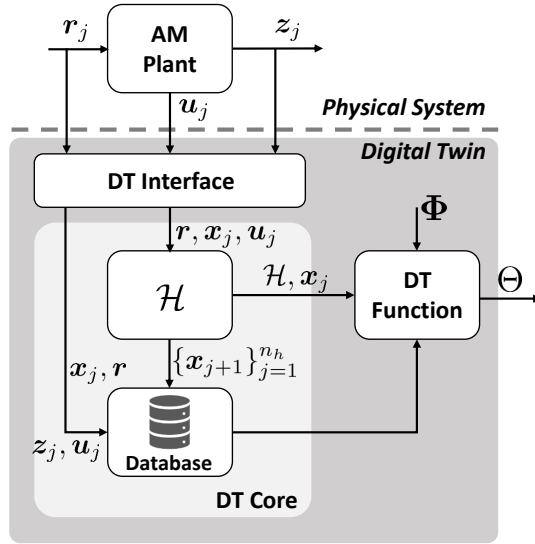 r_j
AM
Plant
z_j
u_j
Physical System
Digital Twin
DT Interface
r, x_j, u_j
Φ
ℋ
ℋ, x_j
DT
Function
Θ
{x_{j+1}}_{j=1}^{n_h}
x_j, r
z_j, u_j
Database
DT Core